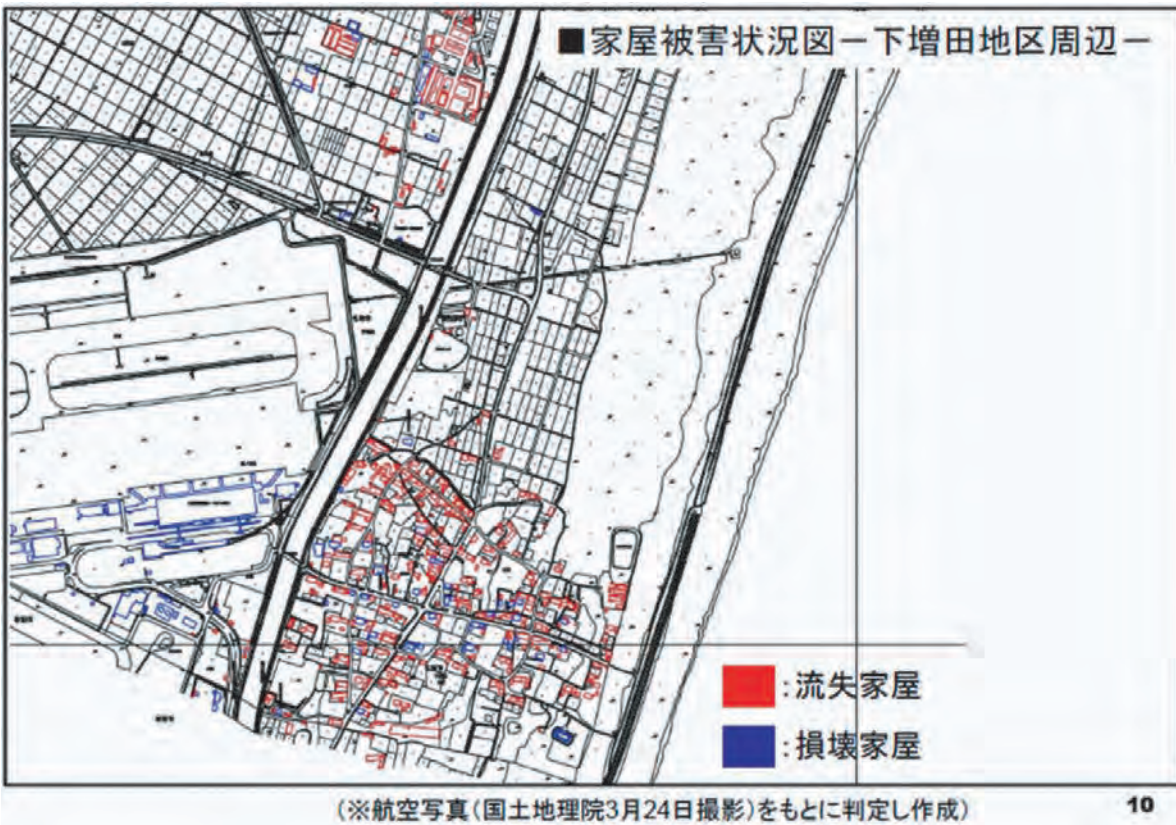 ■家屋被害状況図－下増田地区周辺－
:流失家屋
:損壊家屋
(※航空写真(国土地理院3月24日撮影)をもとに判定し作成)
10